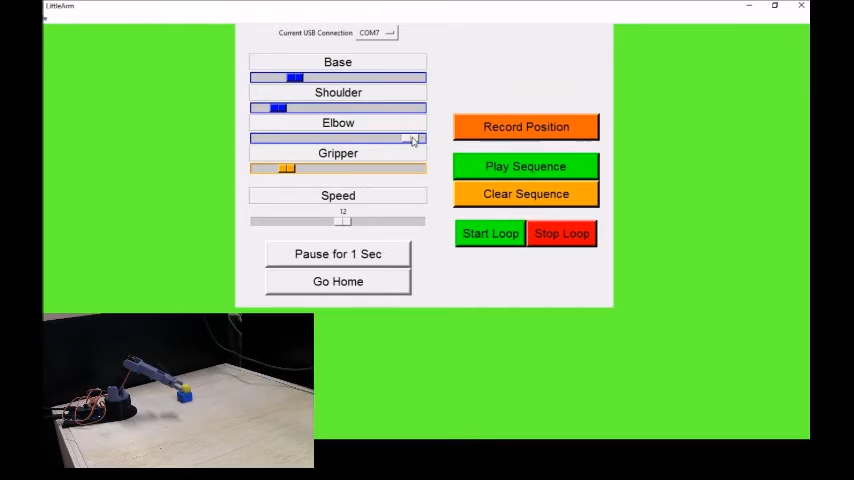 LittleArm
e
Current USB Connection COM7
Base
Shoulder
Elbow
Gripper
Speed
12
Pause for 1 Sec
Go Home
Record Position
Play Sequence
Clear Sequence
Start Loop Stop Loop